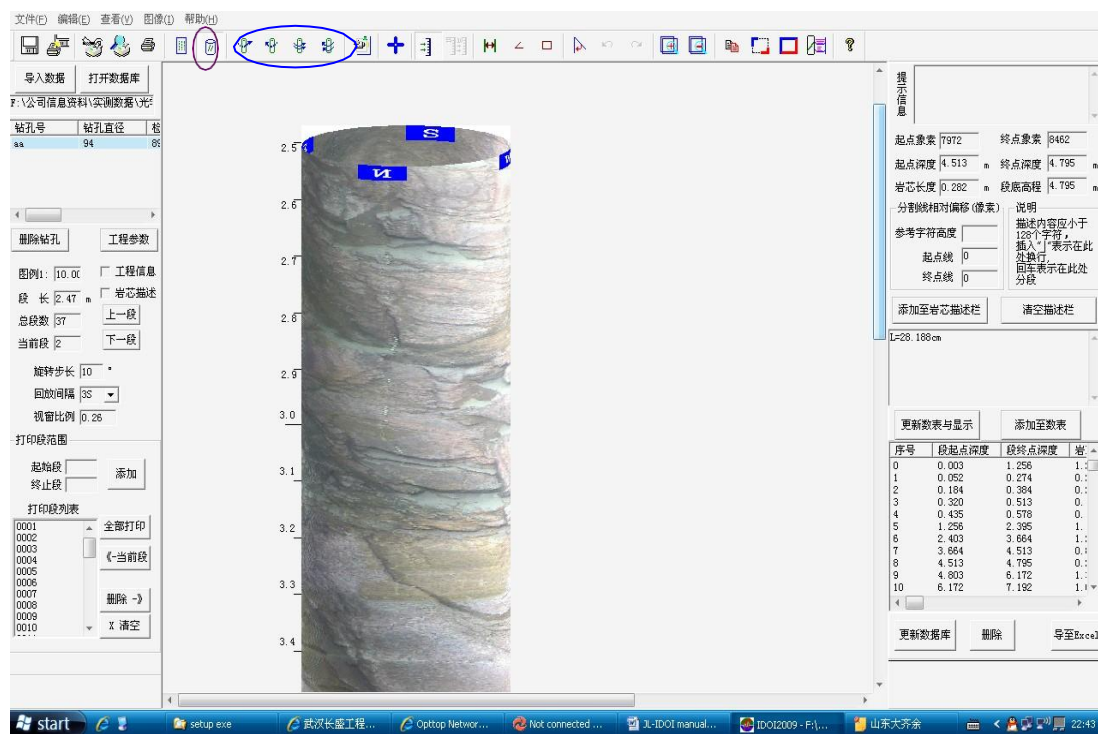 文件(F) 编辑(E) 查看(V) 图像(I) 帮助(H)
导入数据 打开数据库
F:\公司信息资料\实测数据\光
钻孔号 钻孔直径
aa 94 89
删除钻孔 工程参数
图例1: 10.00 工程信息
段 长 2.47 m 岩芯描述
总段数 37 上一段
当前段 2 下一段
旋转步长 10 °
回放间隔 3S
视窗比例 0.26
打印段范围
起始段
终止段 添加
打印段列表
0001
0002
0003
0004
0005
0006
0007
0008
0009
0010
全部打印
《-当前段
删除 -》
X 清空
S
N
2.5
2.6
2.7
2.8
2.9
3.0
3.1
3.2
3.3
3.4
提示信息
起点象素 7972 终点象素 8462
起点深度 4.513 m 终点深度 4.795 m
岩芯长度 0.282 m 段底高程 4.795 m
分割线相对偏移(像素)
参考字符高度
起点线 0
终点线 0
说明
描述内容应小于
128个字符，
插入"|"表示在此
处换行，
回车表示在此处
分段
添加至岩芯描述栏 清空描述栏
L=28.188cm
更新数表与显示 添加至数表
序号 段起点深度 段终点深度 岩
0 0.003 1.256
1 0.052 0.274
2 0.184 0.384
3 0.320 0.513
4 0.435 0.578
5 1.256 2.395
6 2.403 3.664
7 3.664 4.513
8 4.513 4.795
9 4.803 6.172
10 6.172 7.192
更新数据库 删除 导至Excel
start setup exe 武汉长盛工程... Opttop Networ... Not connected ... JL-IDOI manual... IDOI2009 - F:\... 山东大齐余 22:43